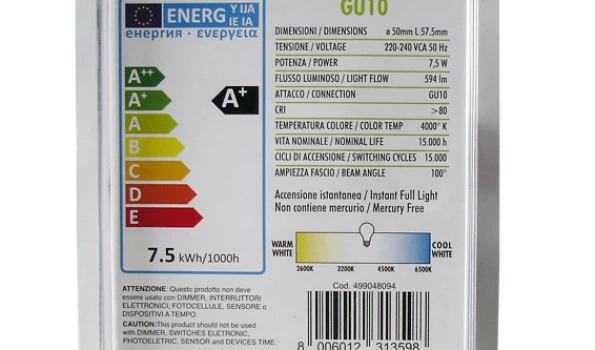 ENERG Y IJA
IE IA
енергия · ενεργεια
A++
A+
A
B
C
D
E
A+
7.5 kWh/1000h
ATTENZIONE: Questo prodotto non deve
essere usato con DIMMER, INTERRUTTORI
ELETTRONICI, FOTOCELLULE, SENSORE o
DISPOSITIVI A TEMPO.
CAUTION:This product should not be used
with DIMMER, SWITCHES ELETRONIC,
PHOTOELETRIC, SENSOR and DEVICES TIME.
GU10
DIMENSIONI / DIMENSIONS ø 50mm L 57.5mm
TENSIONE / VOLTAGE 220-240 VCA 50 Hz
POTENZA / POWER 7,5 W
FLUSSO LUMINOSO / LIGHT FLOW 594 lm
ATTACCO / CONNECTION GU10
CRI >80
TEMPERATURA COLORE / COLOR TEMP 4000° K
VITA NOMINALE / NOMINAL LIFE 15.000 h
CICLI DI ACCENSIONE / SWITCHING CYCLES 15.000
AMPIEZZA FASCIO / BEAM ANGLE 100°
Accensione istantanea / Instant Full Light
Non contiene mercurio / Mercury Free
WARM
WHITE
COOL
WHITE
2600K 3200K 4500K 6500K
Cod. 499048094
8 006012 313598